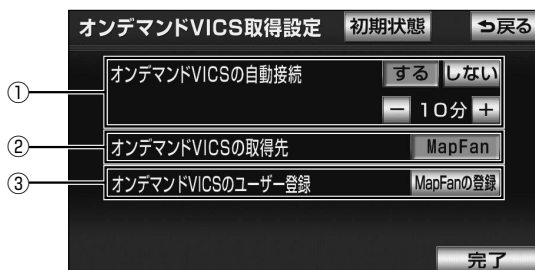 オンデマンドVICS取得設定 初期状態 戻る
① オンデマンドVICSの自動接続 する しない
− 10分 +
② オンデマンドVICSの取得先 MapFan
③ オンデマンドVICSのユーザー登録 MapFanの登録
完了